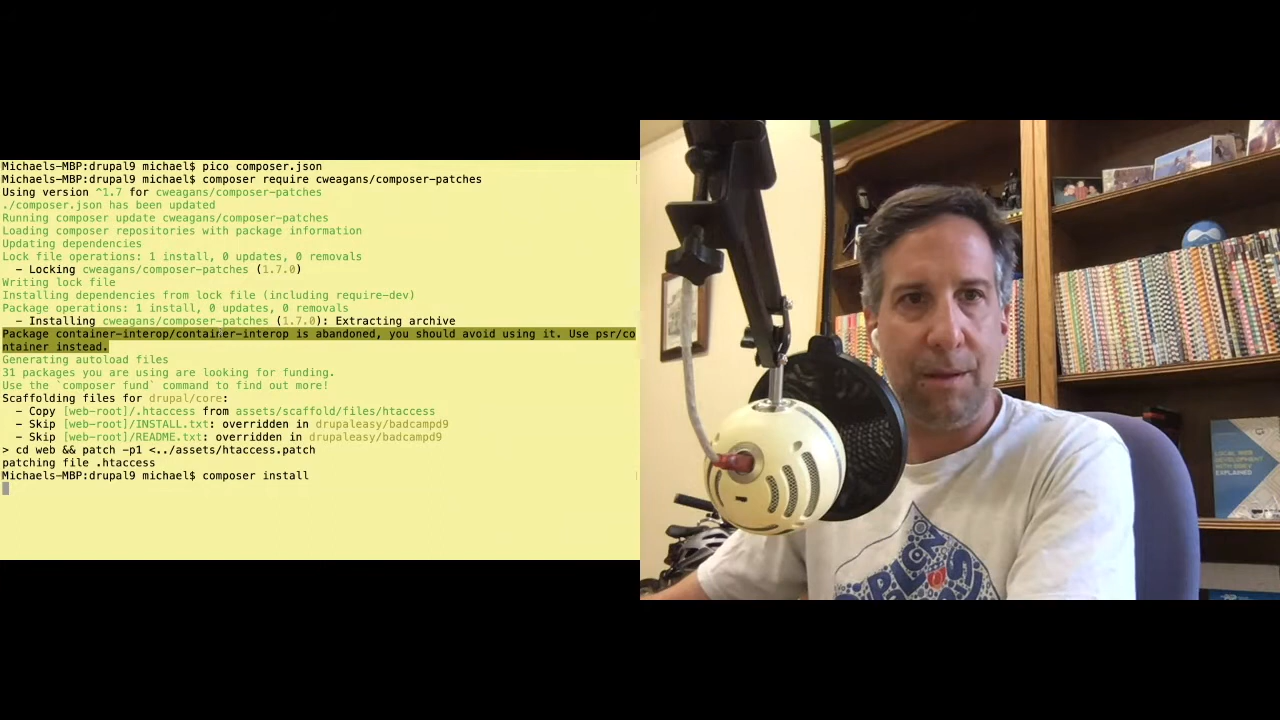 Michaels-MBP:drupal9 michael$ pico composer.json
Michaels-MBP:drupal9 michael$ composer require cweagans/composer-patches
Using version ^1.7 for cweagans/composer-patches
./composer.json has been updated
Running composer update cweagans/composer-patches
Loading composer repositories with package information
Updating dependencies
Lock file operations: 1 install, 0 updates, 0 removals
  - Locking cweagans/composer-patches (1.7.0)
Writing lock file
Installing dependencies from lock file (including require-dev)
Package operations: 1 install, 0 updates, 0 removals
  - Installing cweagans/composer-patches (1.7.0): Extracting archive
Package container-interop/container-interop is abandoned, you should avoid using it. Use psr/co
ntainer instead.
Generating autoload files
31 packages you are using are looking for funding.
Use the `composer fund` command to find out more!
Scaffolding files for drupal/core:
  - Copy [web-root]/.htaccess from assets/scaffold/files/htaccess
  - Skip [web-root]/INSTALL.txt: overridden in drupaleasy/badcampd9
  - Skip [web-root]/README.txt: overridden in drupaleasy/badcampd9
> cd web && patch -p1 <../assets/htaccess.patch
patching file .htaccess
Michaels-MBP:drupal9 michael$ composer install
LOCAL WEB
DEVELOPMENT
WITH DDEV
EXPLAINED